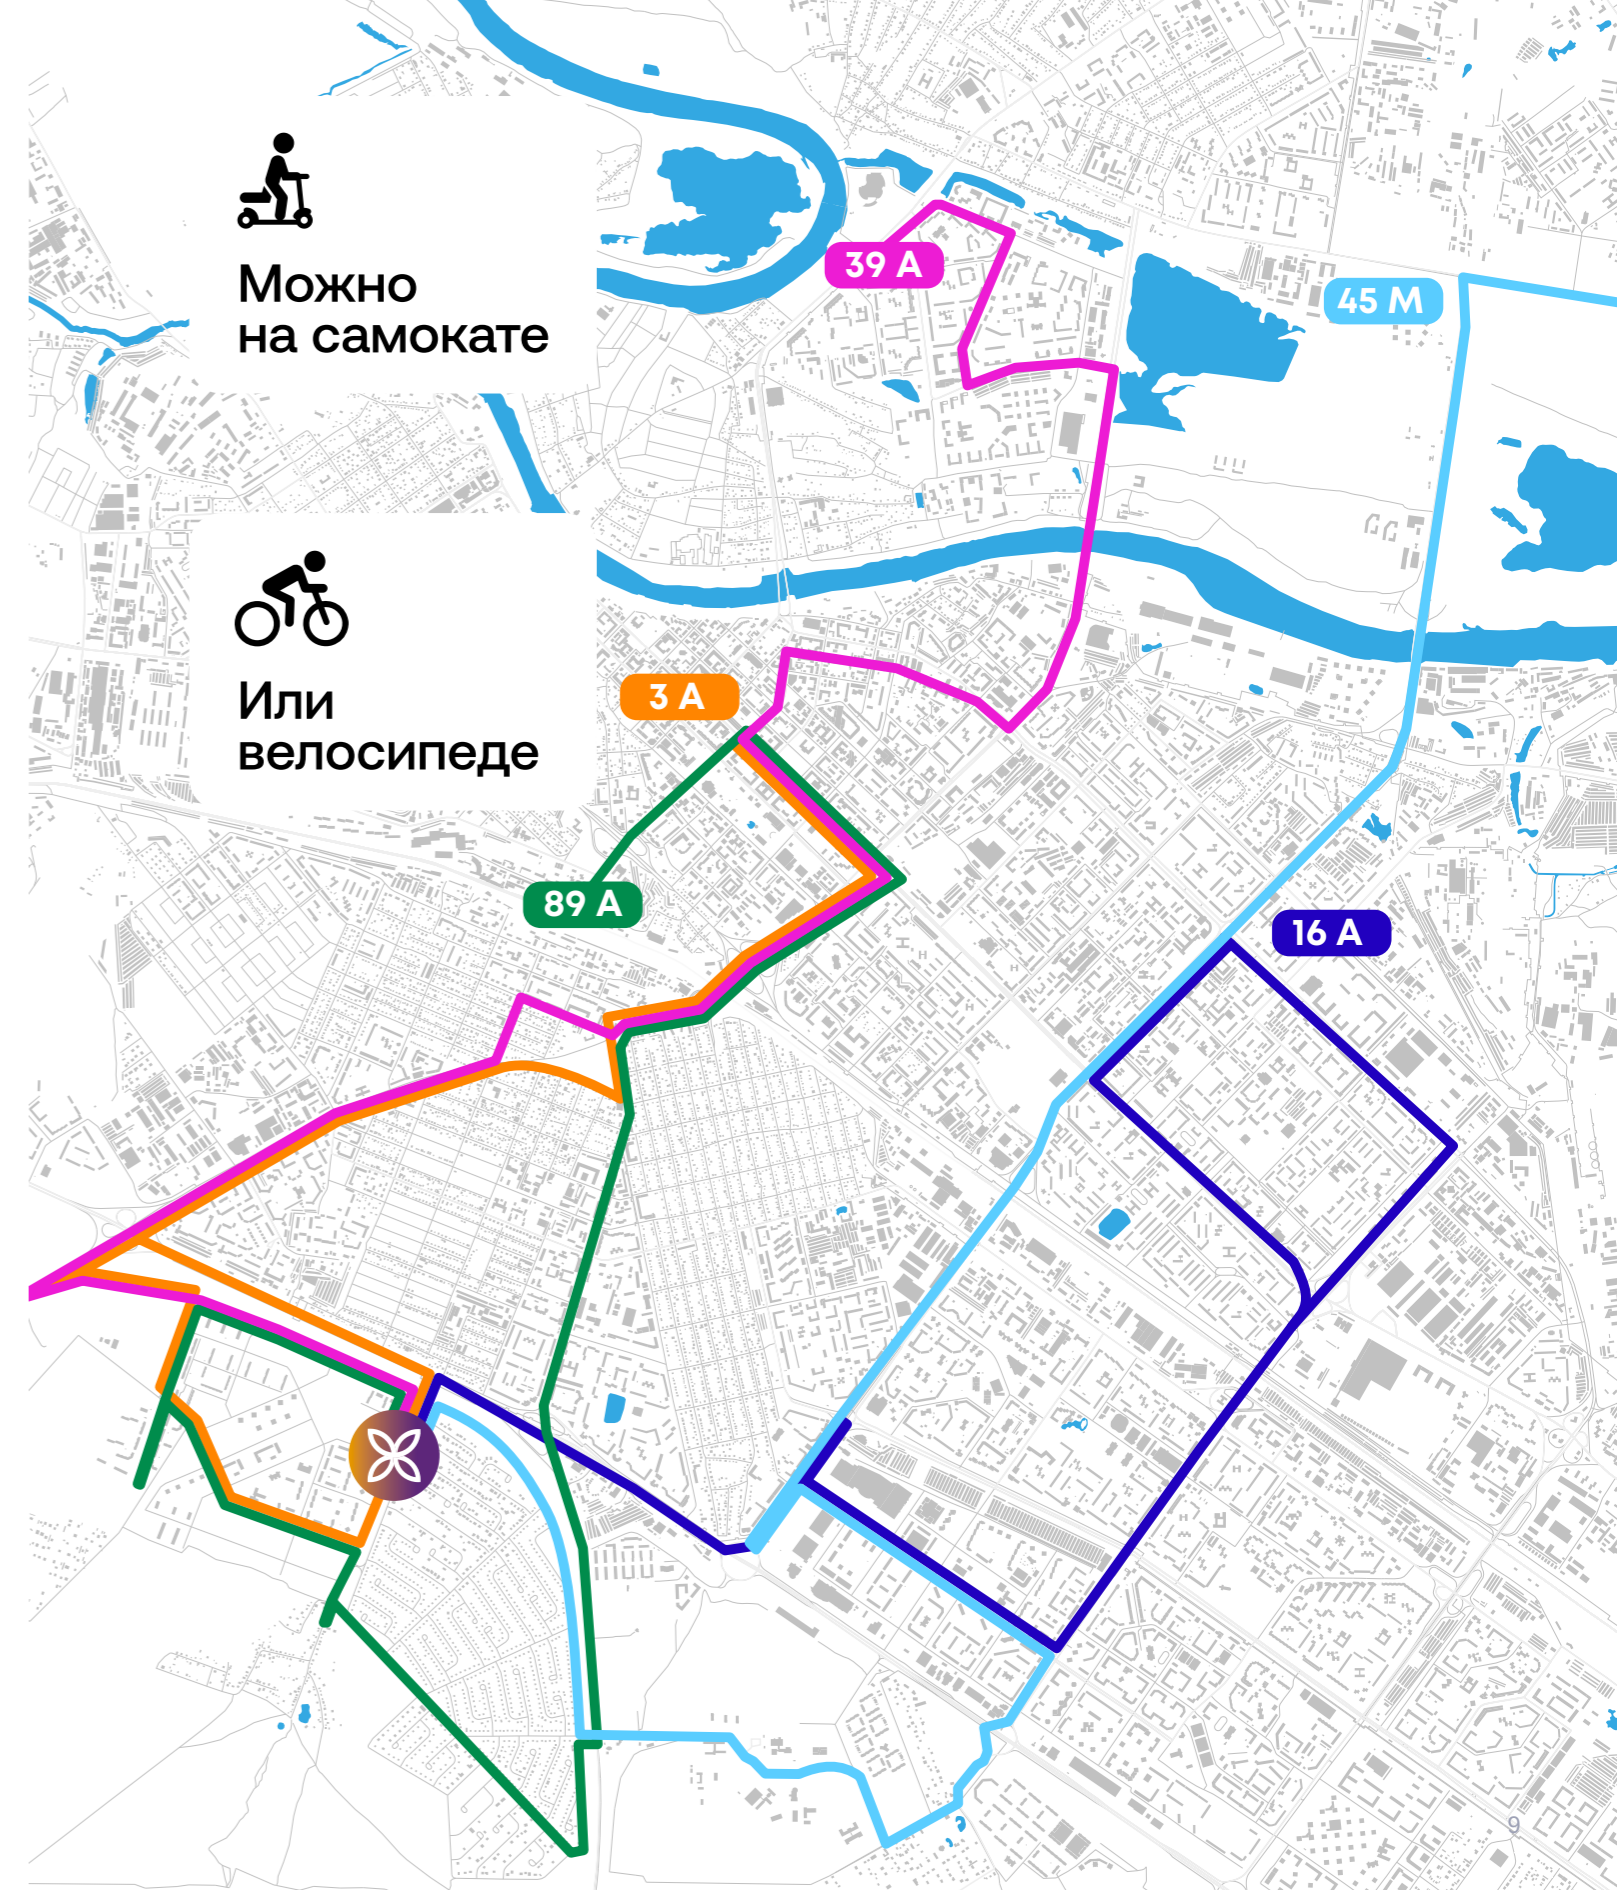 Можно
на самокате
39 А
45 М
Или
велосипеде
3 А
89 А
16 А
9